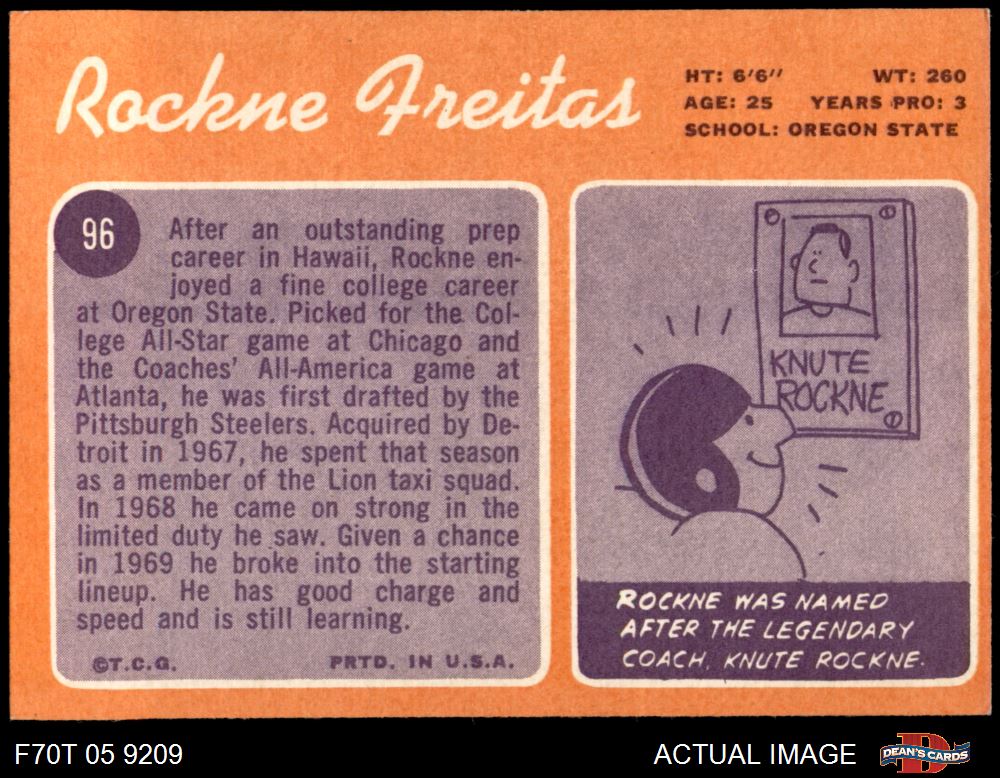 Rockne Freitas
HT: 6'6" WT: 260
AGE: 25 YEARS PRO: 3
SCHOOL: OREGON STATE
96
After an outstanding prep
career in Hawaii, Rockne en-
joyed a fine college career
at Oregon State. Picked for the Col-
lege All-Star game at Chicago and
the Coaches' All-America game at
Atlanta, he was first drafted by the
Pittsburgh Steelers. Acquired by De-
troit in 1967, he spent that season
as a member of the Lion taxi squad.
In 1968 he came on strong in the
limited duty he saw. Given a chance
in 1969 he broke into the starting
lineup. He has good charge and
speed and is still learning.
©T.C.G. PRTD. IN U.S.A.
KNUTE
ROCKNE
ROCKNE WAS NAMED
AFTER THE LEGENDARY
COACH, KNUTE ROCKNE.
F70T 05 9209
ACTUAL IMAGE
D
DEAN'S CARDS